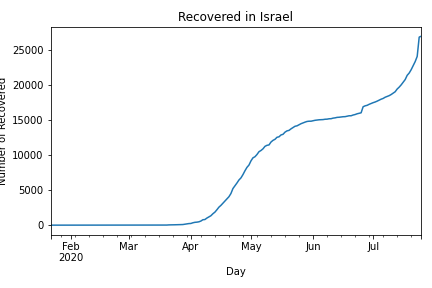 Recovered in Israel
Number of Recovered
25000
20000
15000
10000
5000
0
Feb
2020
Mar
Apr
May
Jun
Jul
Day